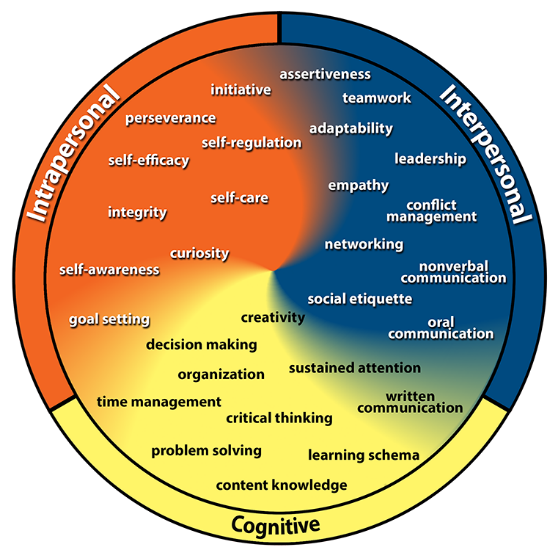 Intrapersonal
Interpersonal
assertiveness
initiative
teamwork
perseverance
adaptability
self-regulation
self-efficacy
leadership
empathy
self-care
integrity
conflict
management
networking
curiosity
self-awareness
nonverbal
communication
social etiquette
creativity
goal setting
oral
communication
decision making
sustained attention
organization
time management
written
communication
critical thinking
problem solving
learning schema
content knowledge
Cognitive